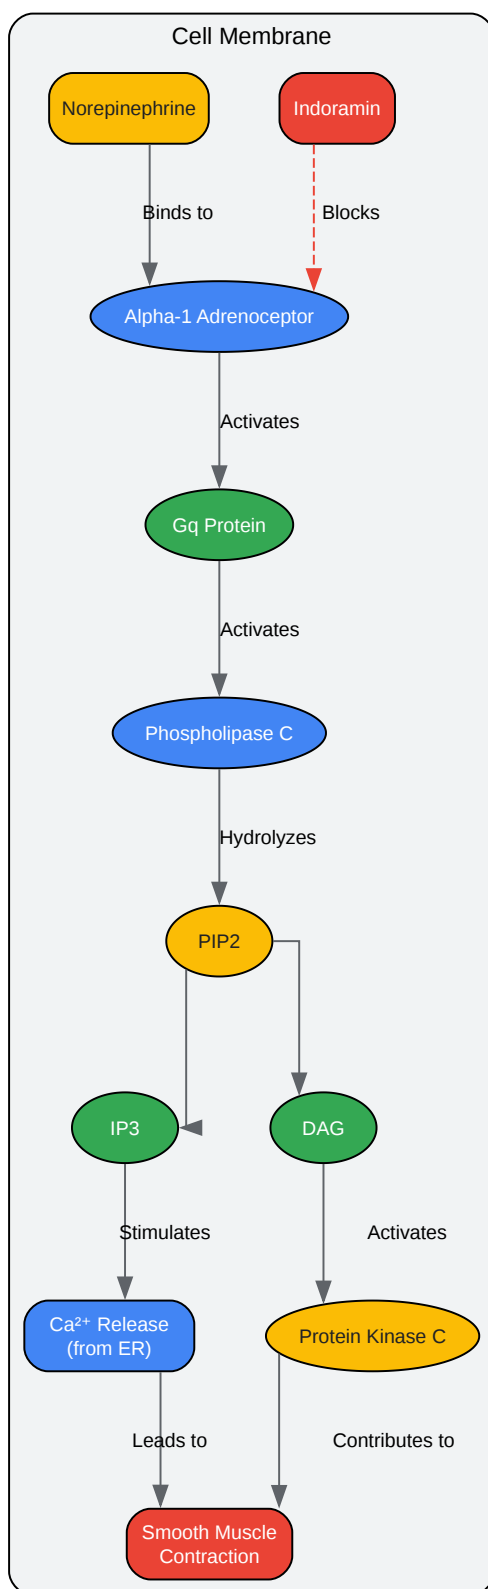 Cell Membrane
Norepinephrine
Indoramin
Binds to
Blocks
Alpha-1 Adrenoceptor
Activates
Gq Protein
Activates
Phospholipase C
Hydrolyzes
PIP2
IP3
DAG
Stimulates
Activates
Ca²⁺ Release
(from ER)
Protein Kinase C
Leads to
Contributes to
Smooth Muscle
Contraction